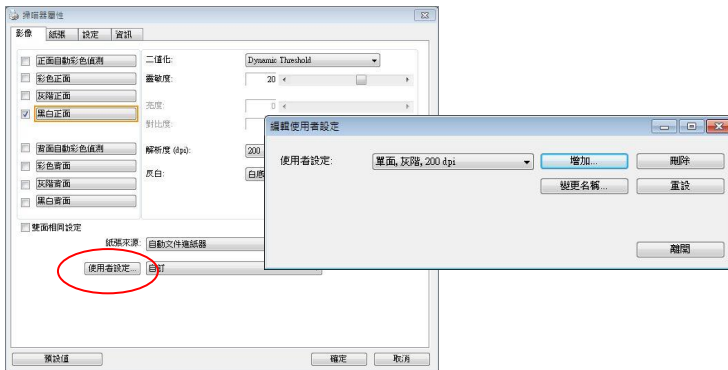 掃瞄器屬性
影像 紙張 設定 資訊
正面自動彩色偵測 二值化: Dynamic Threshold
彩色正面 靈敏度: 20
灰階正面
黑白正面 亮度: 0
對比度:
背面自動彩色偵測 解析度 (dpi): 200
彩色背面 反白:
灰階背面
黑白背面
雙面相同設定
紙張來源: 自動文件進紙器
使用者設定... 自訂
預設值 確定 取消
編輯使用者設定
使用者設定: 單面, 灰階, 200 dpi 增加... 刪除
變更名稱... 重設
離開